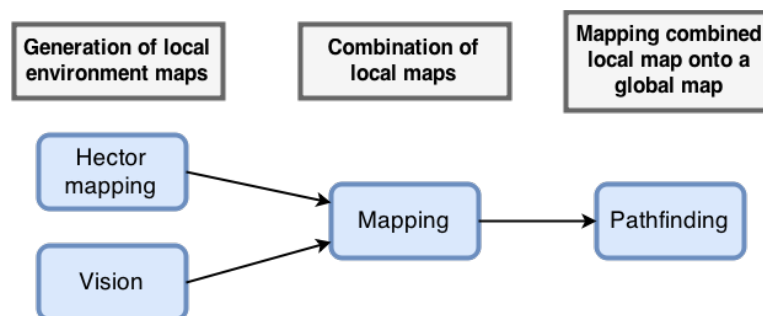 Generation of local
environment maps
Combination of
local maps
Mapping combined
local map onto a
global map
Hector
mapping
Vision
Mapping
Pathfinding